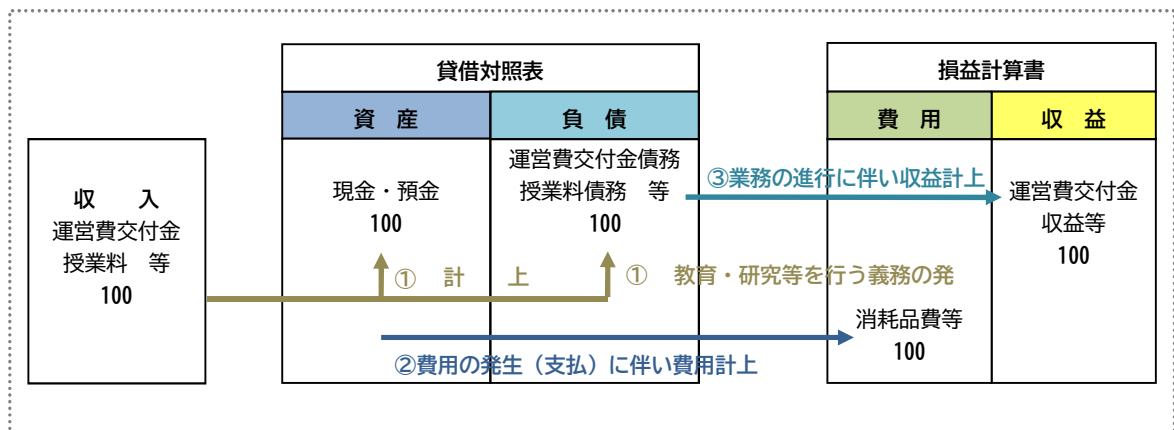 貸借対照表
損益計算書
資　産
負　債
費　用
収　益
収　　入
運営費交付金
授業料　等
100
現金・預金
100
運営費交付金債務
授業料債務　等
100
③業務の進行に伴い収益計上
運営費交付金
収益等
100
①　計　　上
①　教育・研究等を行う義務の発
消耗品費等
100
②費用の発生（支払）に伴い費用計上